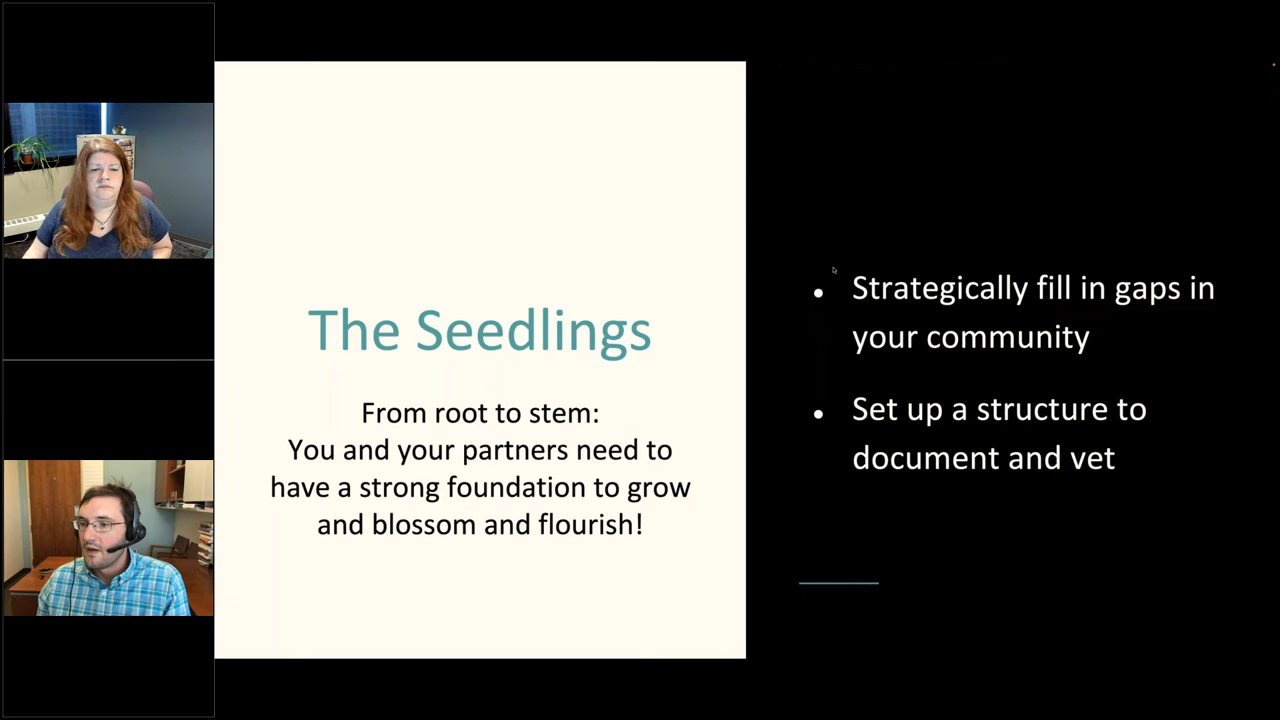 The Seedlings
From root to stem:
You and your partners need to
have a strong foundation to grow
and blossom and flourish!
● Strategically fill in gaps in
your community
● Set up a structure to
document and vet